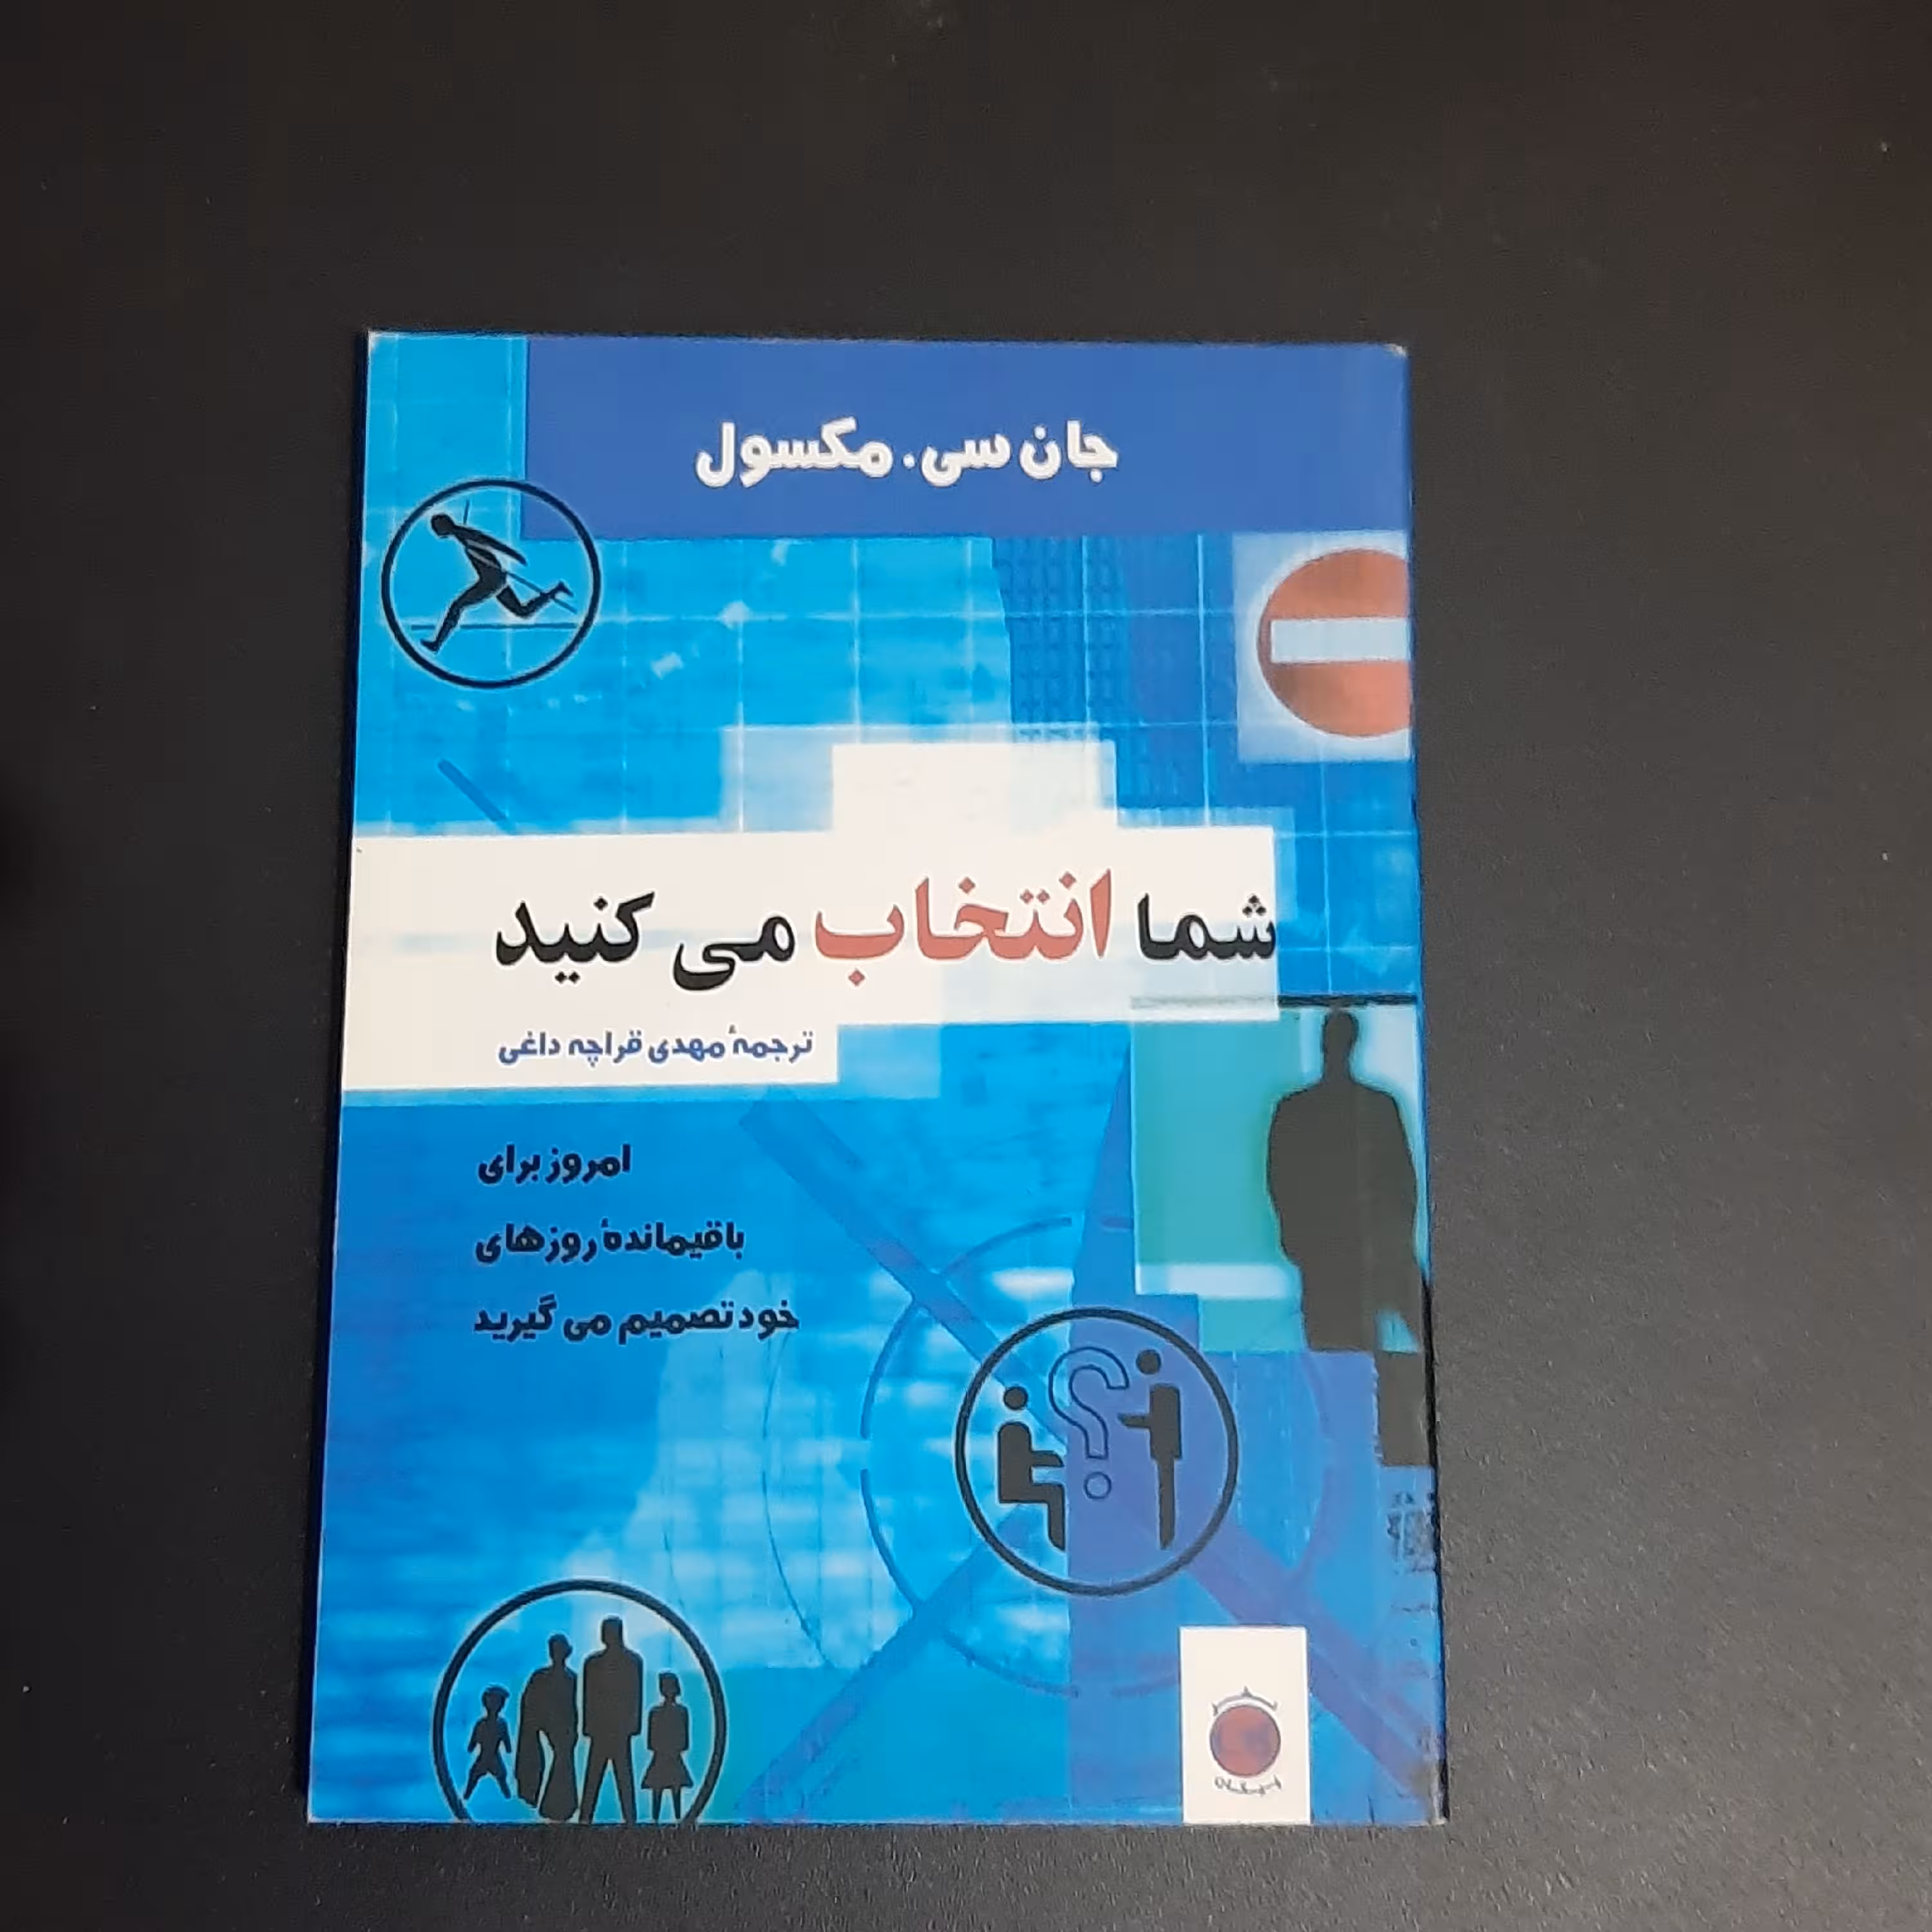 جان سی. مکسول
شما انتخاب می کنید
ترجمهٔ مهدی قراچه داغی
امروز برای
باقیماندهٔ روزهای
خود تصمیم می گیرید